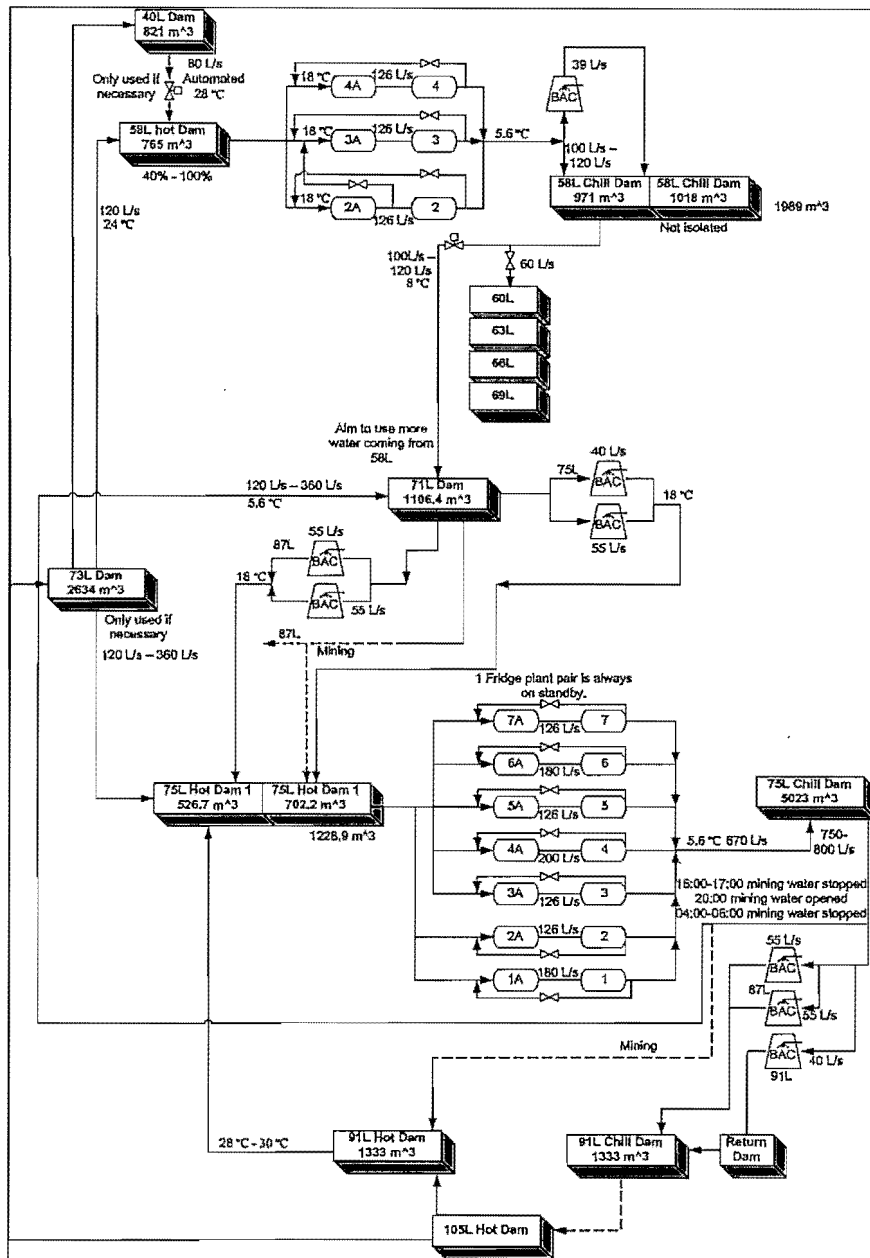 40L Dam
821 m^3
80 L/s
Only used if
necessary
Automated
28 °C
58L hot Dam
765 m^3
40% - 100%
18 °C
4A
126 L/s
4
18 °C
3A
126 L/s
3
18 °C
2A
126 L/s
2
5.6 °C
39 L/s
BAC
100 L/s –
120 L/s
58L Chill Dam
971 m^3
58L Chill Dam
1018 m^3
1989 m^3
Not isolated
120 L/s
24 °C
100L/s –
120 L/s
8 °C
60 L/s
60L
63L
66L
69L
Aim to use more
water coming from
58L
120 L/s – 360 L/s
5.6 °C
71L Dam
1106.4 m^3
75L
40 L/s
BAC
18 °C
BAC
55 L/s
73L Dam
2634 m^3
Only used if
necessary
120 L/s – 360 L/s
55 L/s
87L
BAC
18 °C
BAC
55 L/s
87L
Mining
1 Fridge plant pair is always
on standby.
7A
126 L/s
7
6A
180 L/s
6
5A
126 L/s
5
4A
200 L/s
4
3A
126 L/s
3
2A
126 L/s
2
1A
180 L/s
1
75L Hot Dam 1
526,7 m^3
75L Hot Dam 1
702.2 m^3
1228,9 m^3
75L Chill Dam
5023 m^3
5.6 °C 670 L/s
750-
800 L/s
16:00-17:00 mining water stopped
20:00 mining water opened
04:00-06:00 mining water stopped
55 L/s
BAC
87L
BAC
55 L/s
BAC
40 L/s
91L
Mining
28 °C - 30 °C
91L Hot Dam
1333 m^3
91L Chill Dam
1333 m^3
Return
Dam
105L Hot Dam